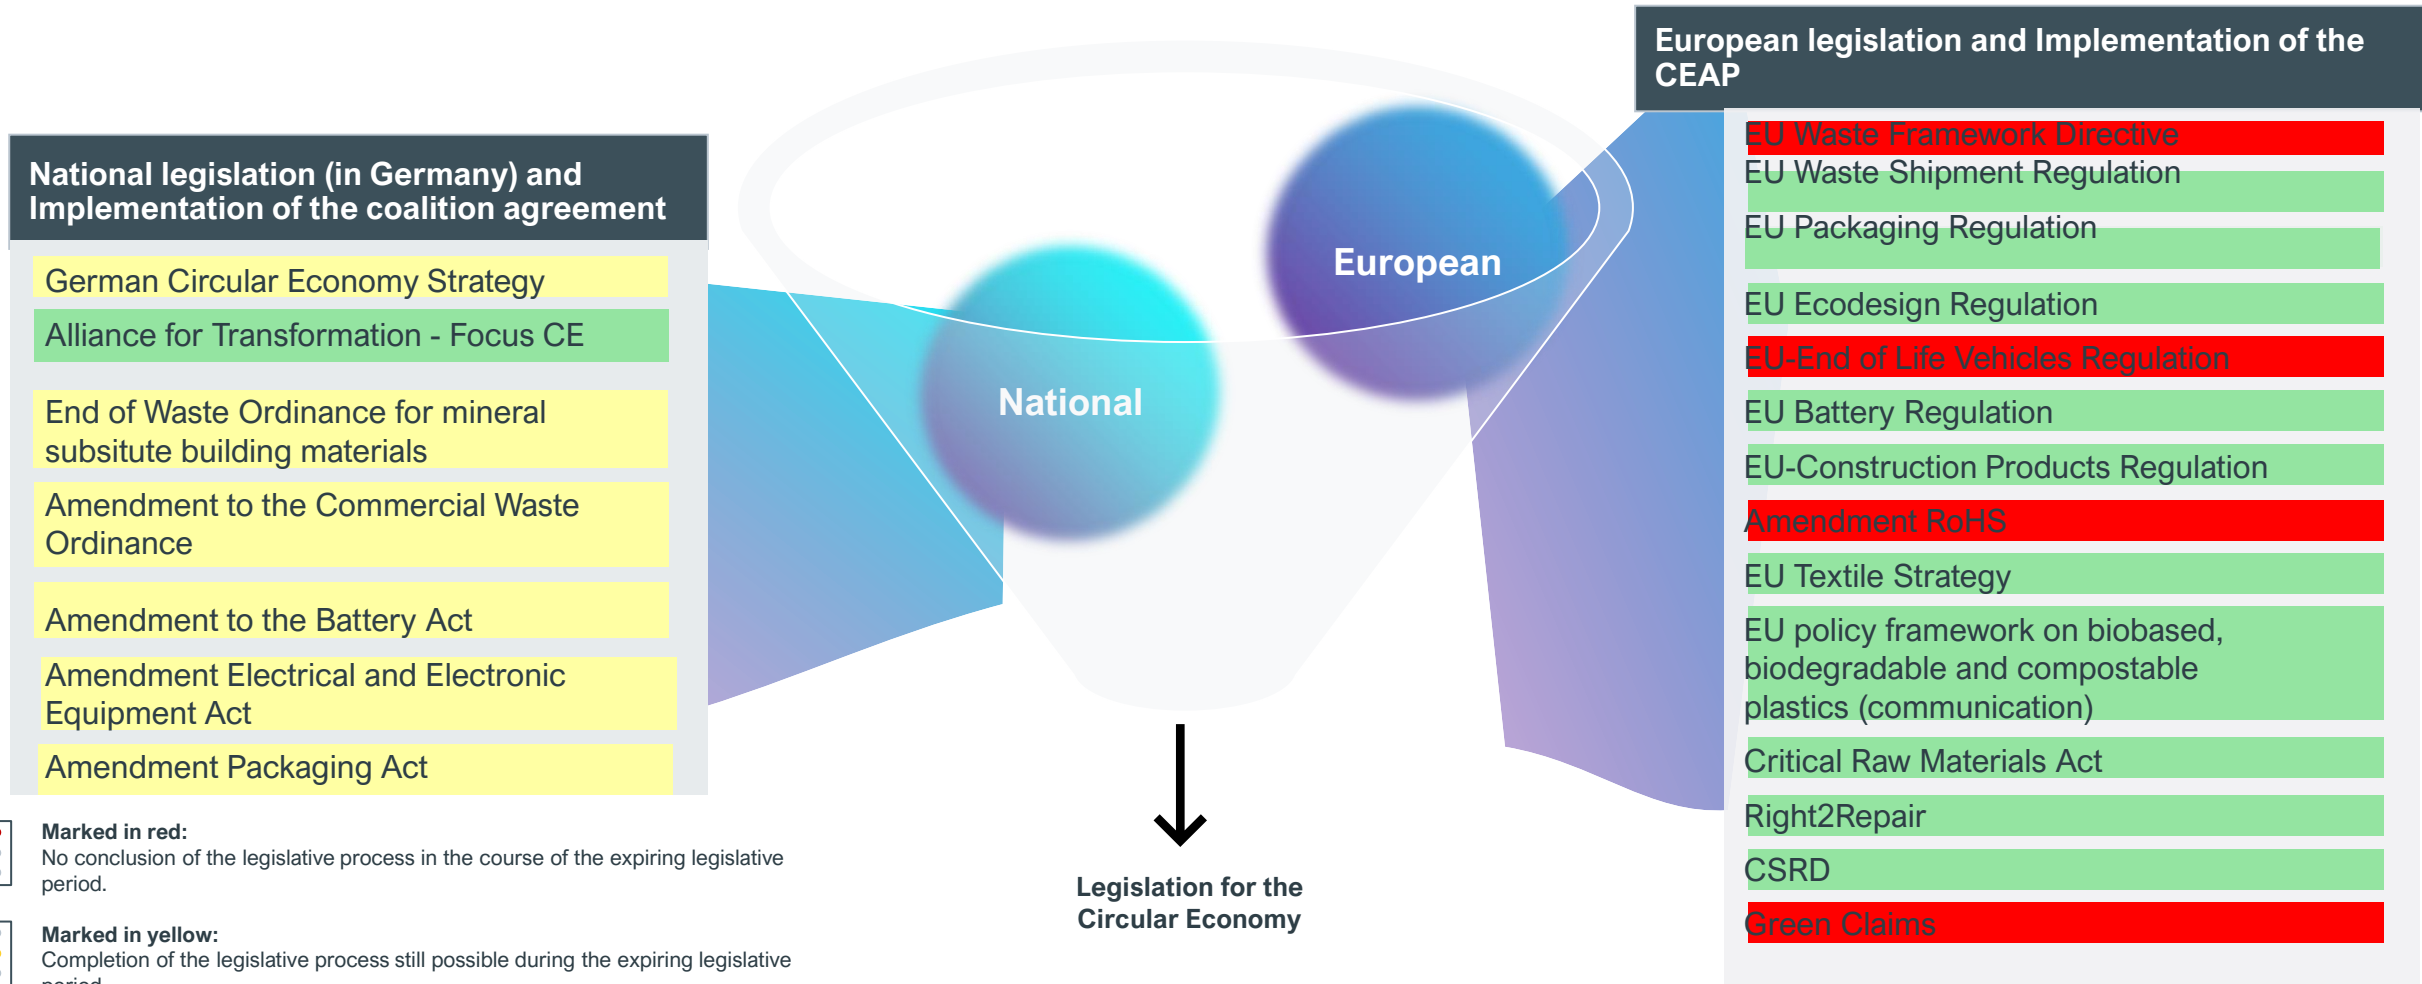 European legislation and Implementation of the
CEAP
National legislation (in Germany) and
Implementation of the coalition agreement
German Circular Economy Strategy
Alliance for Transformation - Focus CE
End of Waste Ordinance for mineral
subsitute building materials
Amendment to the Commercial Waste
Ordinance
Amendment to the Battery Act
Amendment Electrical and Electronic
Equipment Act
Amendment Packaging Act
National
European
EU Waste Framework Directive
EU Waste Shipment Regulation
EU Packaging Regulation
EU Ecodesign Regulation
EU-End of Life Vehicles Regulation
EU Battery Regulation
EU-Construction Products Regulation
Amendment RoHS
EU Textile Strategy
EU policy framework on biobased,
biodegradable and compostable
plastics (communication)
Critical Raw Materials Act
Right2Repair
CSRD
Green Claims
Legislation for the
Circular Economy
Marked in red:
No conclusion of the legislative process in the course of the expiring legislative
period.
Marked in yellow:
Completion of the legislative process still possible during the expiring legislative
period